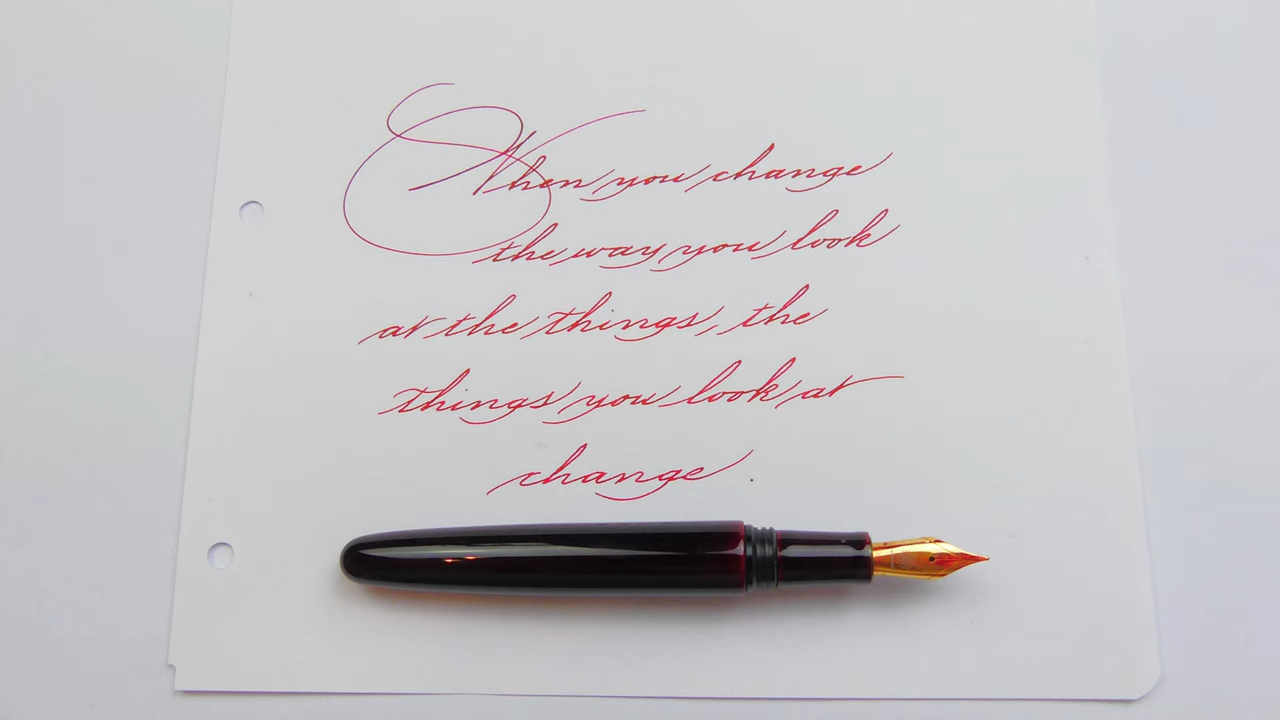 When you change
the way you look
at the things, the
things you look at
change.